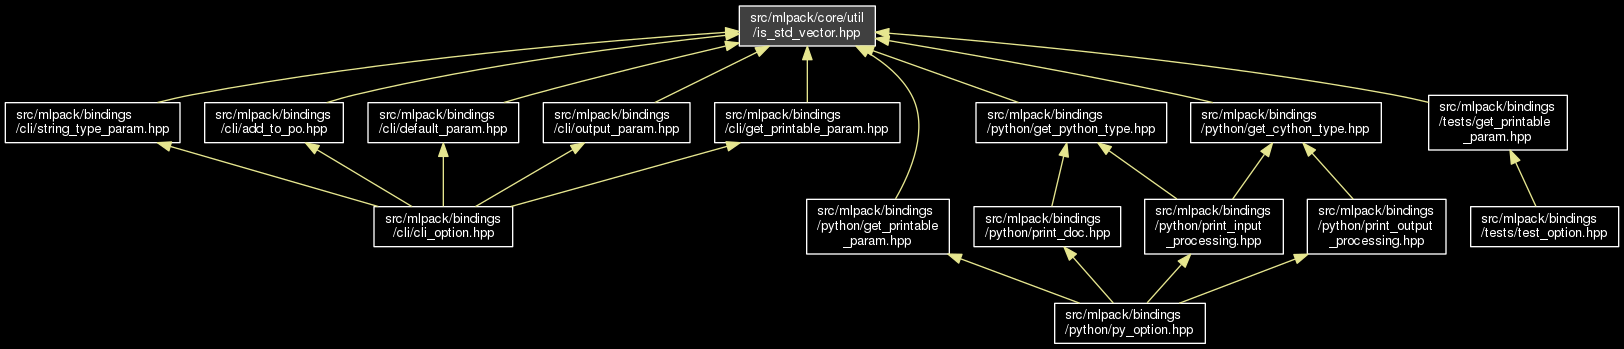 src/mlpack/core/util
/is_std_vector.hpp
src/mlpack/bindings
/cli/string_type_param.hpp
src/mlpack/bindings
/cli/add_to_po.hpp
src/mlpack/bindings
/cli/default_param.hpp
src/mlpack/bindings
/cli/output_param.hpp
src/mlpack/bindings
/cli/get_printable_param.hpp
src/mlpack/bindings
/python/get_python_type.hpp
src/mlpack/bindings
/python/get_cython_type.hpp
src/mlpack/bindings
/tests/get_printable
_param.hpp
src/mlpack/bindings
/cli/cli_option.hpp
src/mlpack/bindings
/python/get_printable
_param.hpp
src/mlpack/bindings
/python/print_doc.hpp
src/mlpack/bindings
/python/print_input
_processing.hpp
src/mlpack/bindings
/python/print_output
_processing.hpp
src/mlpack/bindings
/tests/test_option.hpp
src/mlpack/bindings
/python/py_option.hpp